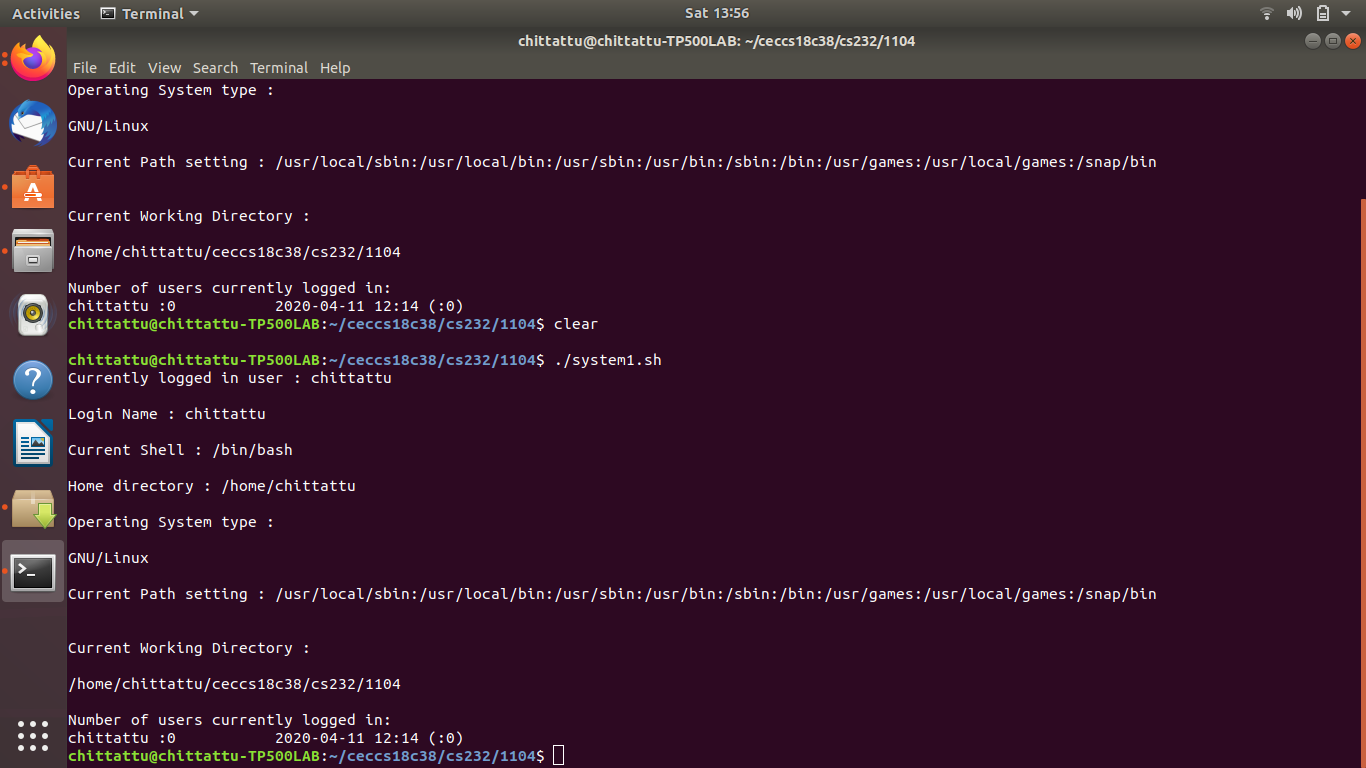 Activities Terminal Sat 13:56
chittattu@chittattu-TP500LAB: ~/ceccs18c38/cs232/1104
File Edit View Search Terminal Help
Operating System type :
GNU/Linux
Current Path setting : /usr/local/sbin:/usr/local/bin:/usr/sbin:/usr/bin:/sbin:/bin:/usr/games:/usr/local/games:/snap/bin
Current Working Directory :
/home/chittattu/ceccs18c38/cs232/1104
Number of users currently logged in:
chittattu :0           2020-04-11 12:14 (:0)
chittattu@chittattu-TP500LAB:~/ceccs18c38/cs232/1104$ clear
chittattu@chittattu-TP500LAB:~/ceccs18c38/cs232/1104$ ./system1.sh
Currently logged in user : chittattu
Login Name : chittattu
Current Shell : /bin/bash
Home directory : /home/chittattu
Operating System type :
GNU/Linux
Current Path setting : /usr/local/sbin:/usr/local/bin:/usr/sbin:/usr/bin:/sbin:/bin:/usr/games:/usr/local/games:/snap/bin
Current Working Directory :
/home/chittattu/ceccs18c38/cs232/1104
Number of users currently logged in:
chittattu :0           2020-04-11 12:14 (:0)
chittattu@chittattu-TP500LAB:~/ceccs18c38/cs232/1104$